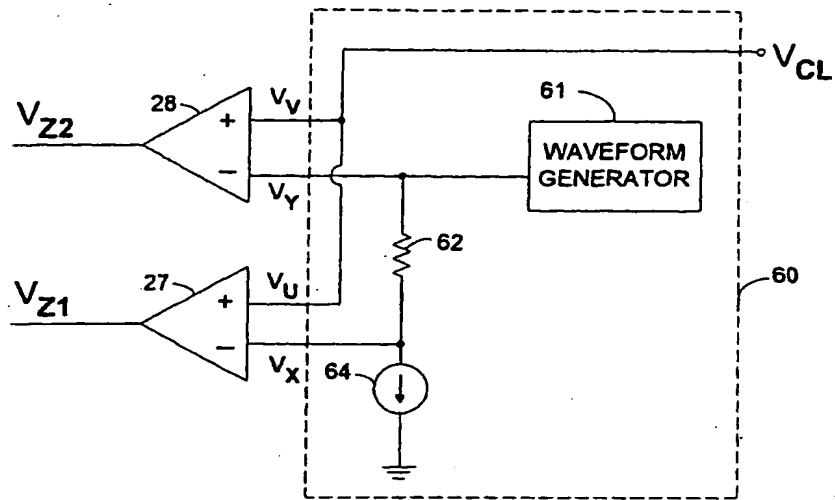 V_CL
61
28
V_V
V_Z2
+
WAVEFORM
GENERATOR
−
V_Y
62
27
V_U
60
V_Z1
+
−
V_X
64